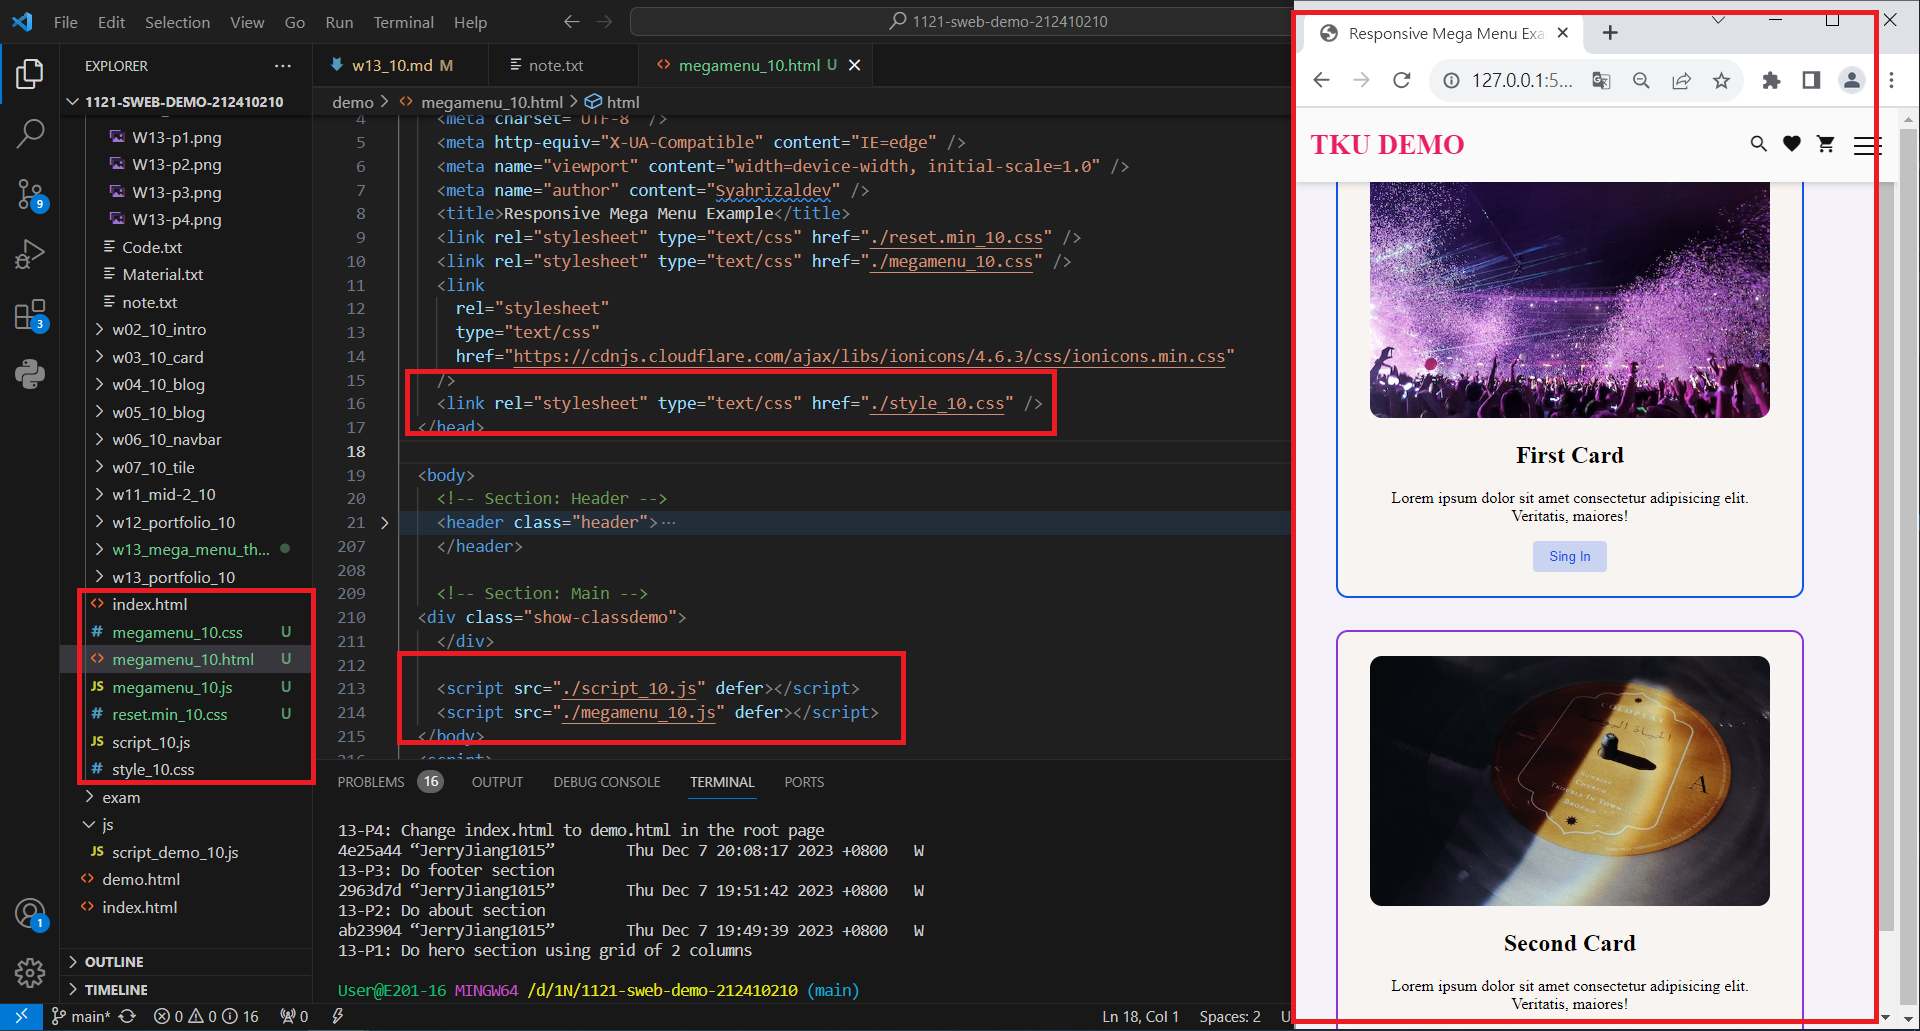 File Edit Selection View Go Run Terminal Help
1121-sweb-demo-212410210
EXPLORER
1121-SWEB-DEMO-212410210
W13-p1.png
W13-p2.png
W13-p3.png
W13-p4.png
Code.txt
Material.txt
note.txt
w02_10_intro
w03_10_card
w04_10_blog
w05_10_blog
w06_10_navbar
w07_10_tile
w11_mid-2_10
w12_portfolio_10
w13_mega_menu_th...
w13_portfolio_10
index.html
megamenu_10.css U
megamenu_10.html U
megamenu_10.js U
reset.min_10.css U
script_10.js
style_10.css
exam
js
script_demo_10.js
demo.html
index.html
OUTLINE
TIMELINE
9
3
1
w13_10.md M
note.txt
megamenu_10.html U
demo > megamenu_10.html > html
4 <meta charset="UTF-8" />
5 <meta http-equiv="X-UA-Compatible" content="IE=edge" />
6 <meta name="viewport" content="width=device-width, initial-scale=1.0" />
7 <meta name="author" content="Syahrizaldev" />
8 <title>Responsive Mega Menu Example</title>
9 <link rel="stylesheet" type="text/css" href="./reset.min_10.css" />
10 <link rel="stylesheet" type="text/css" href="./megamenu_10.css" />
11 <link
12 rel="stylesheet"
13 type="text/css"
14 href="https://cdnjs.cloudflare.com/ajax/libs/ionicons/4.6.3/css/ionicons.min.css"
15 />
16 <link rel="stylesheet" type="text/css" href="./style_10.css" />
17 </head>
18
19 <body>
20 <!-- Section: Header -->
21 <header class="header">...
207 </header>
208
209 <!-- Section: Main -->
210 <div class="show-classdemo">
211 </div>
212
213 <script src="./script_10.js" defer></script>
214 <script src="./megamenu_10.js" defer></script>
215 </body>
216 <script>
PROBLEMS 16 OUTPUT DEBUG CONSOLE TERMINAL PORTS
13-P4: Change index.html to demo.html in the root page
4e25a44 “JerryJiang1015” Thu Dec 7 20:08:17 2023 +0800 W
13-P3: Do footer section
2963d7d “JerryJiang1015” Thu Dec 7 19:51:42 2023 +0800 W
13-P2: Do about section
ab23904 “JerryJiang1015” Thu Dec 7 19:49:39 2023 +0800 W
13-P1: Do hero section using grid of 2 columns
User@E201-16 MINGW64 /d/1N/1121-sweb-demo-212410210 (main)
main* 0 0 16 0
Ln 18, Col 1 Spaces: 2 U
Responsive Mega Menu Exa
127.0.0.1:5...
TKU DEMO
First Card
Lorem ipsum dolor sit amet consectetur adipisicing elit.
Veritatis, maiores!
Sing In
COLDPLAY
SUNRISE
CHURCH
TROUBLE IN TOWN
BROKEN
A
Second Card
Lorem ipsum dolor sit amet consectetur adipisicing elit.
Veritatis, maiores!